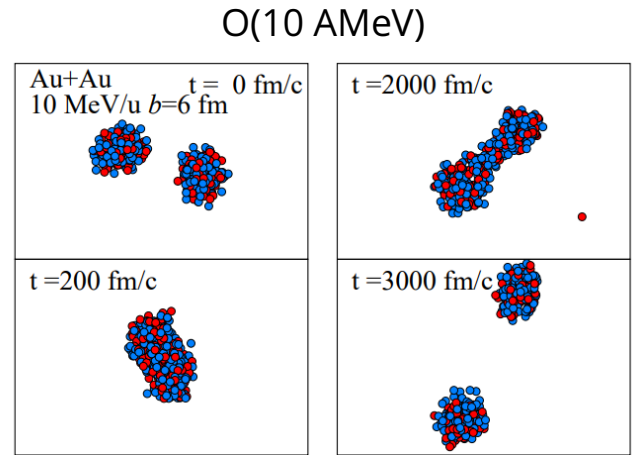 O(10 AMeV)
Au+Au t = 0 fm/c
10 MeV/u b=6 fm
t =2000 fm/c
t =200 fm/c
t =3000 fm/c